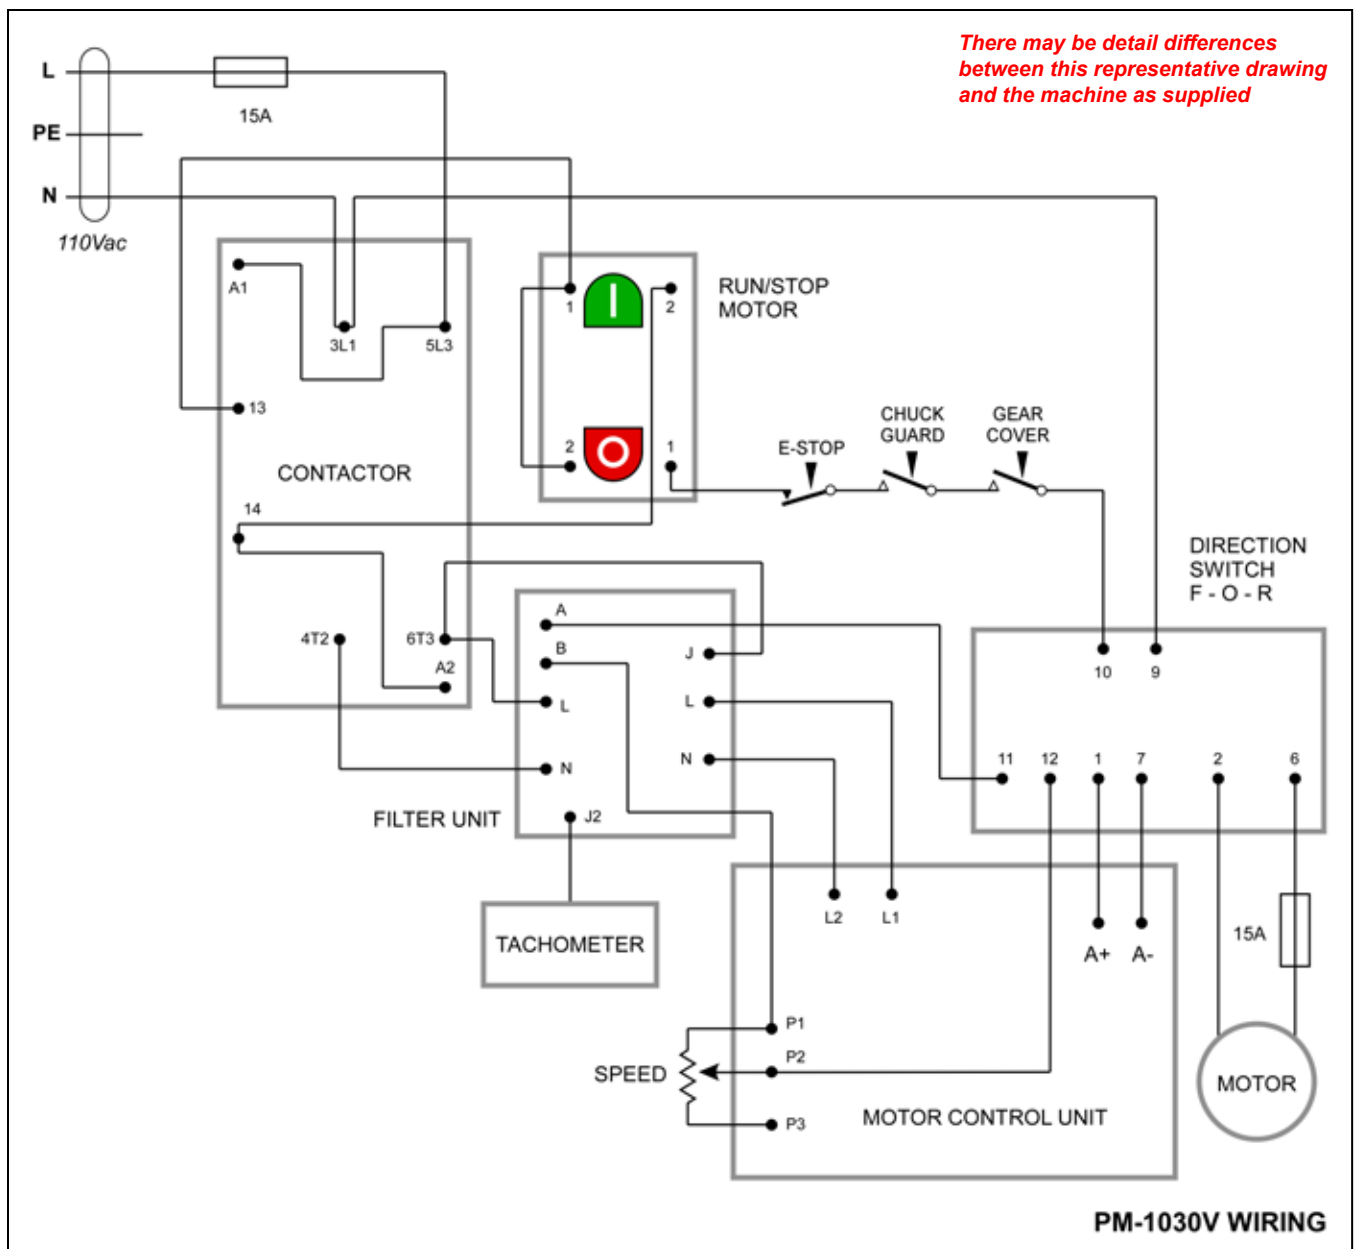 There may be detail differences
between this representative drawing
and the machine as supplied
L
15A
PE
N
110Vac
A1
3L1
5L3
13
CONTACTOR
14
4T2
6T3
A2
1
2
2
1
RUN/STOP
MOTOR
E-STOP
CHUCK
GUARD
GEAR
COVER
DIRECTION
SWITCH
F - O - R
10
9
11
12
1
7
2
6
A
B
L
N
J
L
N
J2
FILTER UNIT
TACHOMETER
L2
L1
A+
A-
15A
P1
P2
P3
SPEED
MOTOR CONTROL UNIT
MOTOR
PM-1030V WIRING